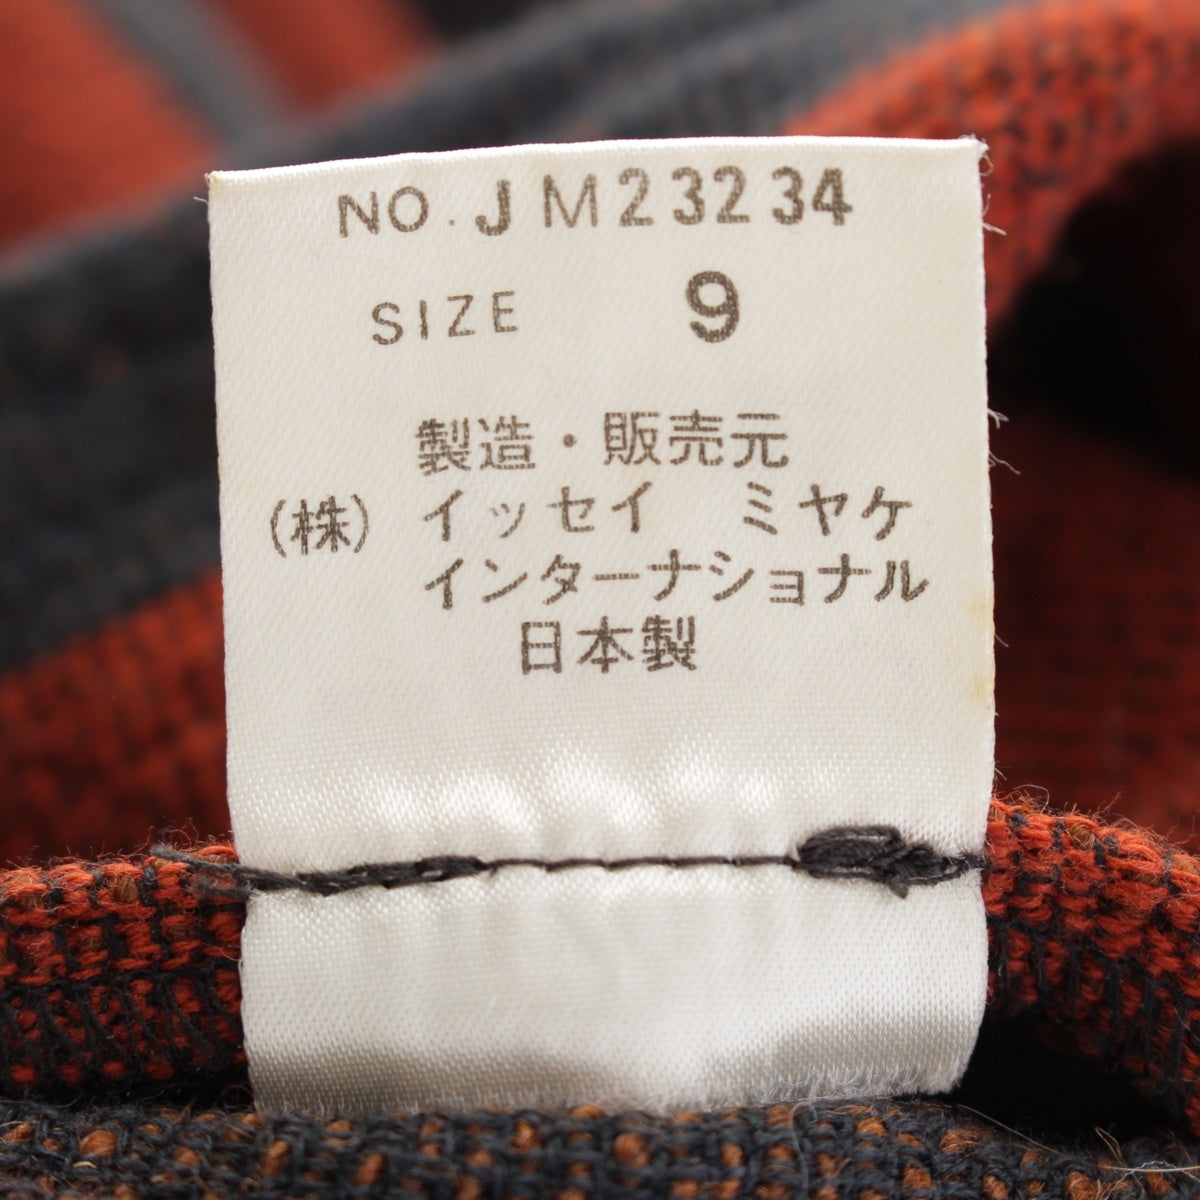 NO. JM23234
SIZE 9
製造・販売元
(株) イッセイ ミヤケ
インターナショナル
日本製